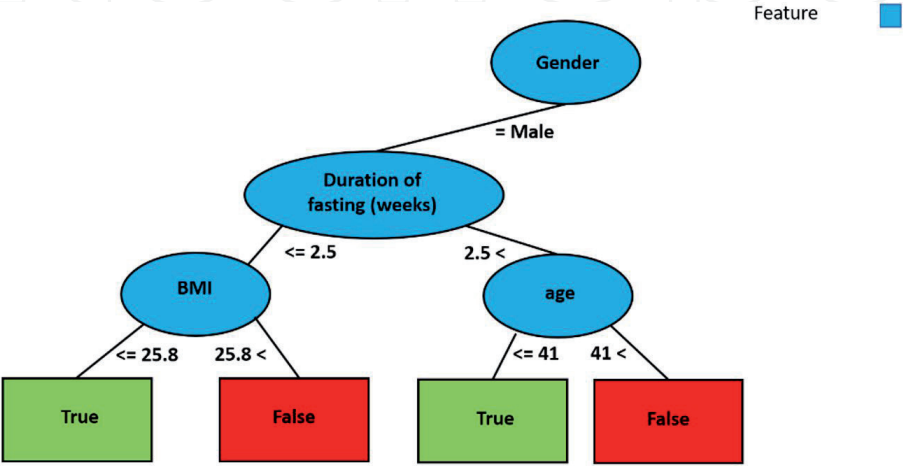 Feature
Gender
= Male
Duration of
fasting (weeks)
<= 2.5
2.5 <
BMI
age
<= 25.8
25.8 <
<= 41
41 <
True
False
True
False